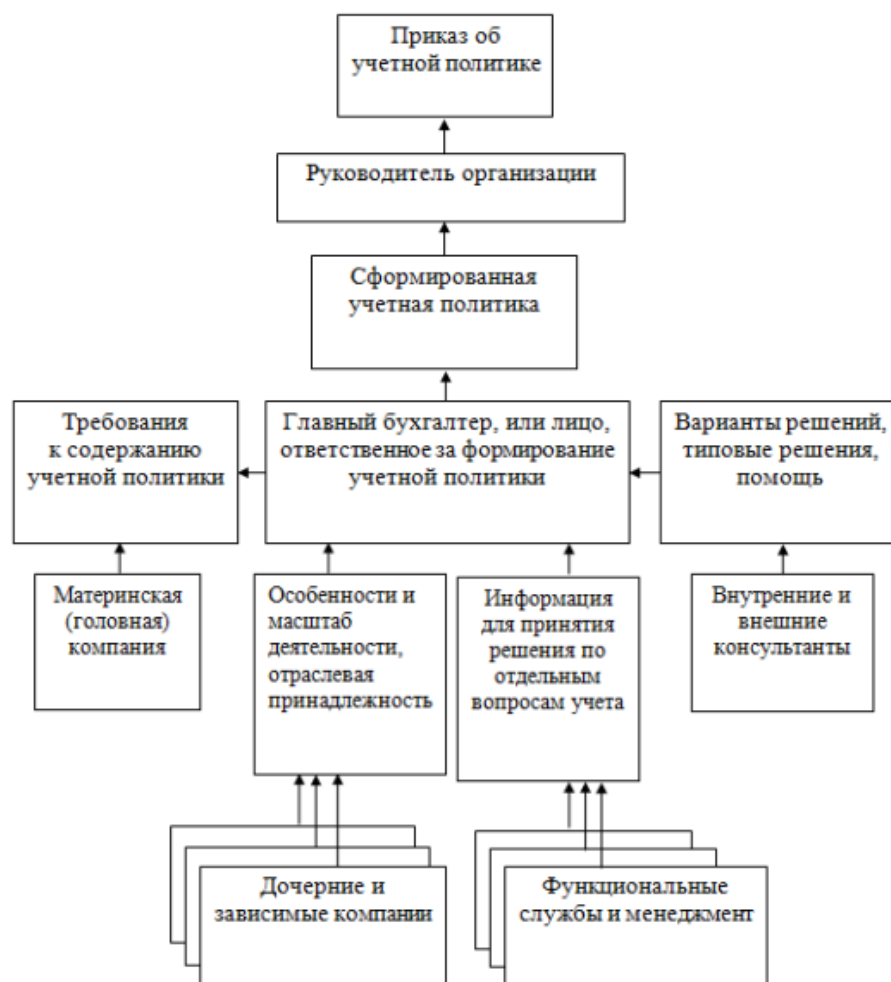 Приказ об
учетной политике
Руководитель организации
Сформированная
учетная политика
Требования
к содержанию
учетной политики
Главный бухгалтер, или лицо,
ответственное за формирование
учетной политики
Варианты решений,
типовые решения,
помощь
Материнская
(головная)
компания
Особенности и
масштаб
деятельности,
отраслевая
принадлежность
Информация
для принятия
решения по
отдельным
вопросам учета
Внутренние и
внешние
консультанты
Дочерние и
зависимые компании
Функциональные
службы и менеджмент